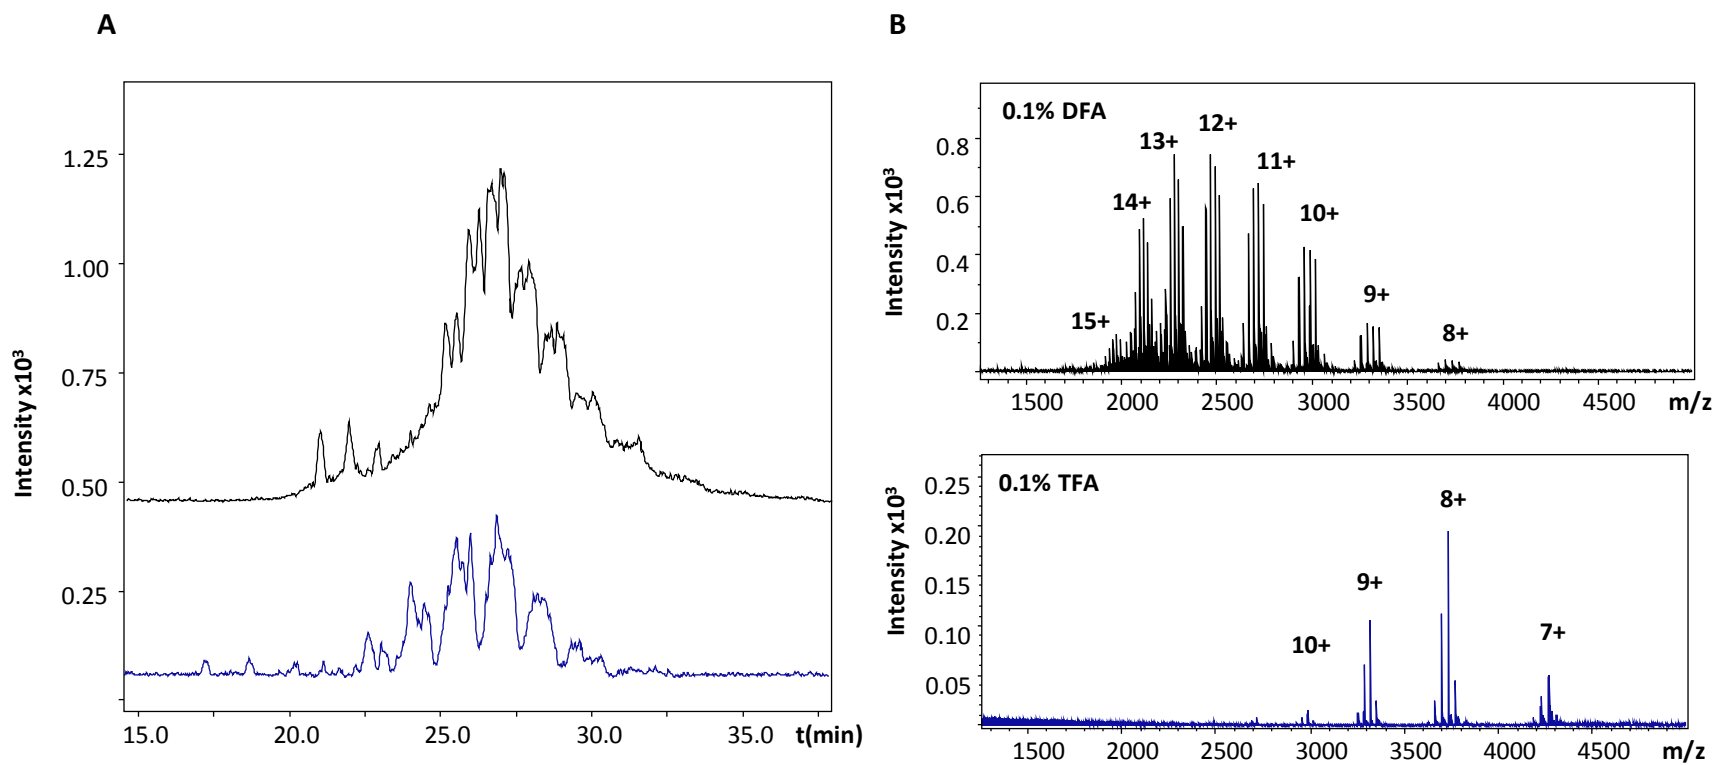 A
Intensity x10³
1.25
1.00
0.75
0.50
0.25
15.0 20.0 25.0 30.0 35.0 t(min)
B
0.1% DFA
Intensity x10³
0.8
0.6
0.4
0.2
15+ 14+ 13+ 12+ 11+ 10+ 9+ 8+
1500 2000 2500 3000 3500 4000 4500 m/z
0.1% TFA
Intensity x10³
0.25
0.20
0.15
0.10
0.05
10+ 9+ 8+ 7+
1500 2000 2500 3000 3500 4000 4500 m/z